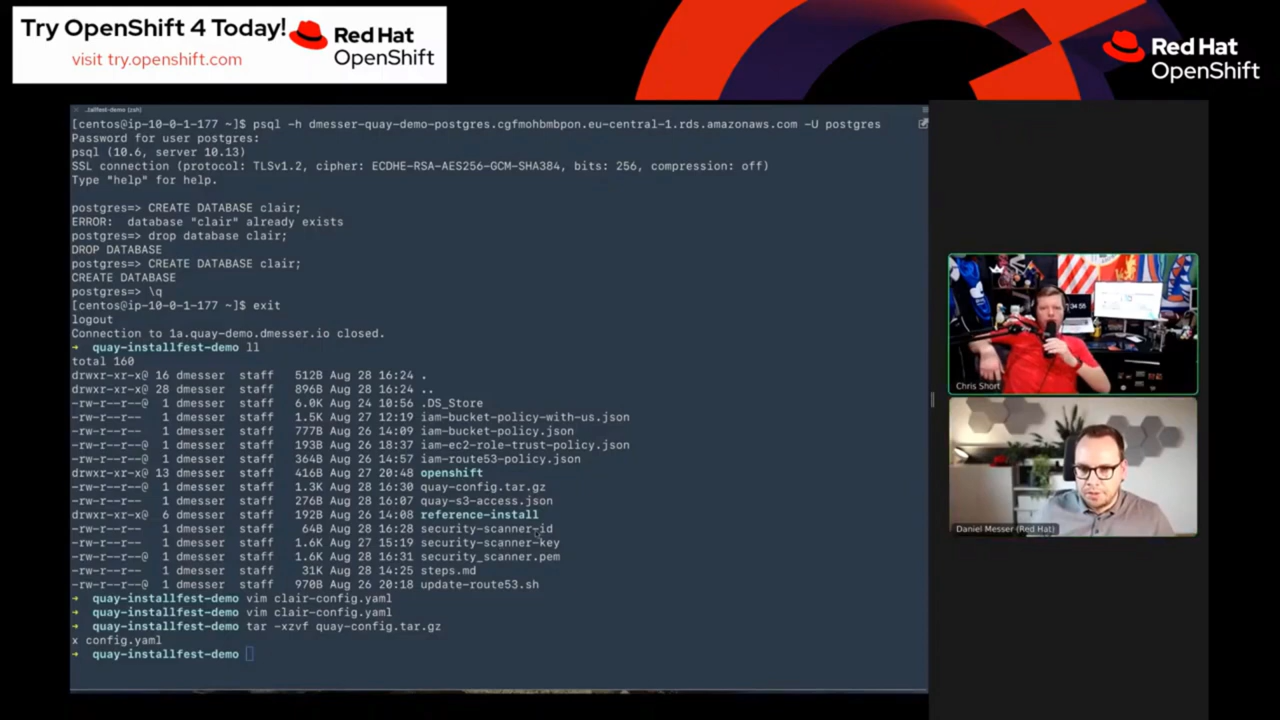 Try OpenShift 4 Today!
visit try.openshift.com
Red Hat
OpenShift
Red Hat
OpenShift
..tallfest-demo (zsh)
[centos@ip-10-0-1-177 ~]$ psql -h dmesser-quay-demo-postgres.cgfmohbmbpon.eu-central-1.rds.amazonaws.com -U postgres
Password for user postgres:
psql (10.6, server 10.13)
SSL connection (protocol: TLSv1.2, cipher: ECDHE-RSA-AES256-GCM-SHA384, bits: 256, compression: off)
Type "help" for help.
postgres=> CREATE DATABASE clair;
ERROR:  database "clair" already exists
postgres=> drop database clair;
DROP DATABASE
postgres=> CREATE DATABASE clair;
CREATE DATABASE
postgres=> \q
[centos@ip-10-0-1-177 ~]$ exit
logout
Connection to 1a.quay-demo.dmesser.io closed.
→ quay-installfest-demo ll
total 160
drwxr-xr-x@ 16 dmesser staff 512B Aug 28 16:24 .
drwxr-xr-x@ 28 dmesser staff 896B Aug 28 16:24 ..
-rw-r--r--@ 1 dmesser staff 6.0K Aug 24 10:56 .DS_Store
-rw-r--r-- 1 dmesser staff 1.5K Aug 27 12:19 iam-bucket-policy-with-us.json
-rw-r--r-- 1 dmesser staff 777B Aug 26 14:09 iam-bucket-policy.json
-rw-r--r--@ 1 dmesser staff 193B Aug 26 18:37 iam-ec2-role-trust-policy.json
-rw-r--r--@ 1 dmesser staff 364B Aug 26 14:57 iam-route53-policy.json
drwxr-xr-x@ 13 dmesser staff 416B Aug 27 20:48 openshift
-rw-r--r--@ 1 dmesser staff 1.3K Aug 28 16:30 quay-config.tar.gz
-rw-r--r-- 1 dmesser staff 276B Aug 28 16:07 quay-s3-access.json
drwxr-xr-x@ 6 dmesser staff 192B Aug 26 14:08 reference-install
-rw-r--r-- 1 dmesser staff 64B Aug 28 16:28 security-scanner-id
-rw-r--r-- 1 dmesser staff 1.6K Aug 27 15:19 security-scanner-key
-rw-r--r--@ 1 dmesser staff 1.6K Aug 28 16:31 security_scanner.pem
-rw-r--r-- 1 dmesser staff 31K Aug 28 14:25 steps.md
-rw-r--r--@ 1 dmesser staff 970B Aug 26 20:18 update-route53.sh
→ quay-installfest-demo vim clair-config.yaml
→ quay-installfest-demo vim clair-config.yaml
→ quay-installfest-demo tar -xzvf quay-config.tar.gz
x config.yaml
→ quay-installfest-demo
Chris Short
Daniel Messer (Red Hat)